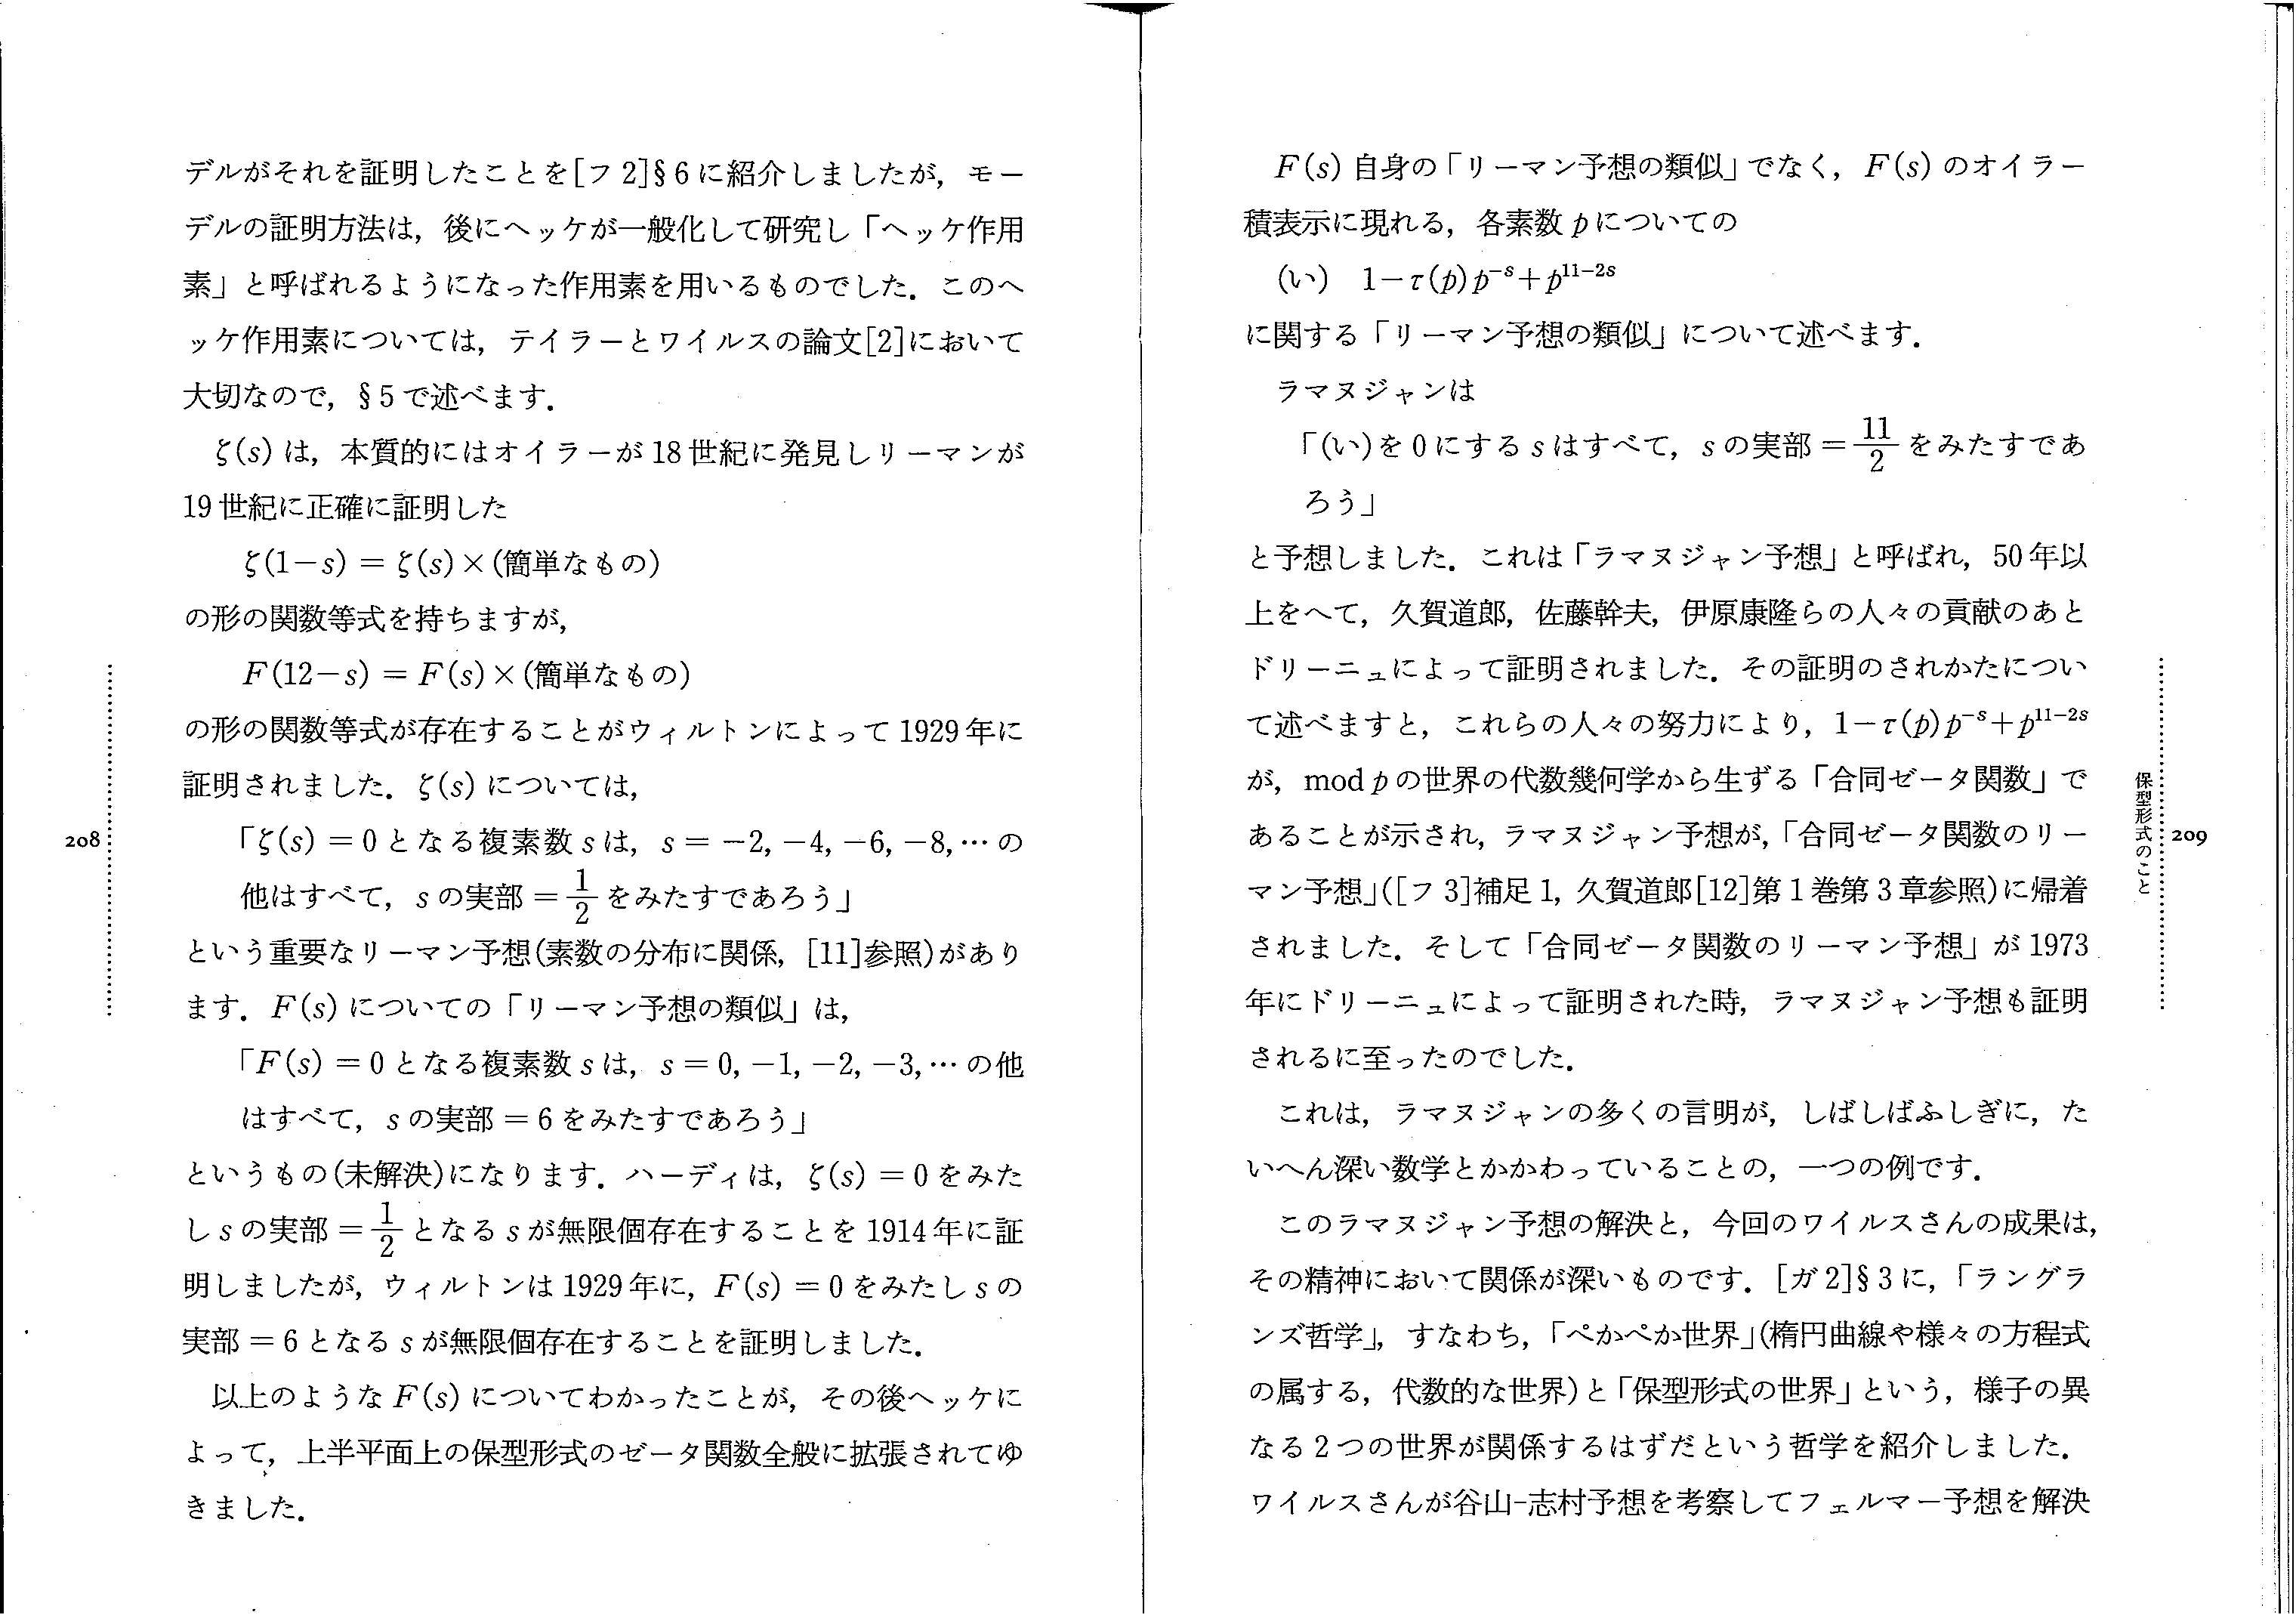 デルがそれを証明したことを[フ2]§6に紹介しましたが，モー
デルの証明方法は，後にヘッケが一般化して研究し「ヘッケ作用
素」と呼ばれるようになった作用素を用いるものでした．このヘ
ッケ作用素については，テイラーとワイルスの論文[2]において
大切なので，§5で述べます．
ζ(s)は，本質的にはオイラーが18世紀に発見しリーマンが
19世紀に正確に証明した
ζ(1−s) = ζ(s)×(簡単なもの)
の形の関数等式を持ちますが，
F(12−s) = F(s)×(簡単なもの)
の形の関数等式が存在することがウィルトンによって1929年に
証明されました．ζ(s)については，
「ζ(s) = 0となる複素数sは，s = −2, −4, −6, −8, …の
他はすべて，sの実部 = 1/2 をみたすであろう」
という重要なリーマン予想(素数の分布に関係，[11]参照)があり
ます．F(s)についての「リーマン予想の類似」は，
「F(s) = 0となる複素数sは，s = 0, −1, −2, −3, …の他
はすべて，sの実部 = 6をみたすであろう」
というもの(未解決)になります．ハーディは，ζ(s) = 0をみた
しsの実部 = 1/2 となるsが無限個存在することを1914年に証
明しましたが，ウィルトンは1929年に，F(s) = 0をみたしsの
実部 = 6となるsが無限個存在することを証明しました．
以上のようなF(s)についてわかったことが，その後ヘッケに
よって，上半平面上の保型形式のゼータ関数全般に拡張されてゆ
きました．
208
F(s)自身の「リーマン予想の類似」でなく，F(s)のオイラー
積表示に現れる，各素数pについての
(い) 1−τ(p)p⁻ˢ+p¹¹⁻²ˢ
に関する「リーマン予想の類似」について述べます．
ラマヌジャンは
「(い)を0にするsはすべて，sの実部 = 11/2 をみたすであ
ろう」
と予想しました．これは「ラマヌジャン予想」と呼ばれ，50年以
上をへて，久賀道郎，佐藤幹夫，伊原康隆らの人々の貢献のあと
ドリーニュによって証明されました．その証明のされかたについ
て述べますと，これらの人々の努力により，1−τ(p)p⁻ˢ+p¹¹⁻²ˢ
が，mod pの世界の代数幾何学から生ずる「合同ゼータ関数」で
あることが示され，ラマヌジャン予想が，「合同ゼータ関数のリー
マン予想」([フ3]補足1, 久賀道郎[12]第1巻第3章参照)に帰着
されました．そして「合同ゼータ関数のリーマン予想」が1973
年にドリーニュによって証明された時，ラマヌジャン予想も証明
されるに至ったのでした．
これは，ラマヌジャンの多くの言明が，しばしばふしぎに，た
いへん深い数学とかかわっていることの，一つの例です．
このラマヌジャン予想の解決と，今回のワイルスさんの成果は，
その精神において関係が深いものです．[ガ2]§3に，「ラングラ
ンズ哲学」，すなわち，「ぺかぺか世界」(楕円曲線や様々の方程式
の属する，代数的な世界)と「保型形式の世界」という，様子の異
なる2つの世界が関係するはずだという哲学を紹介しました．
ワイルスさんが谷山-志村予想を考察してフェルマー予想を解決
保型形式のこと
209